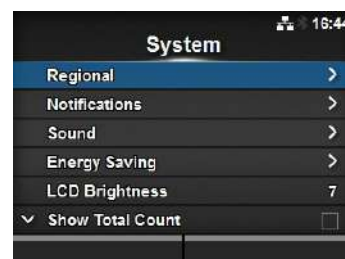 16:44
System
Regional
Notifications
Sound
Energy Saving
LCD Brightness 7
Show Total Count